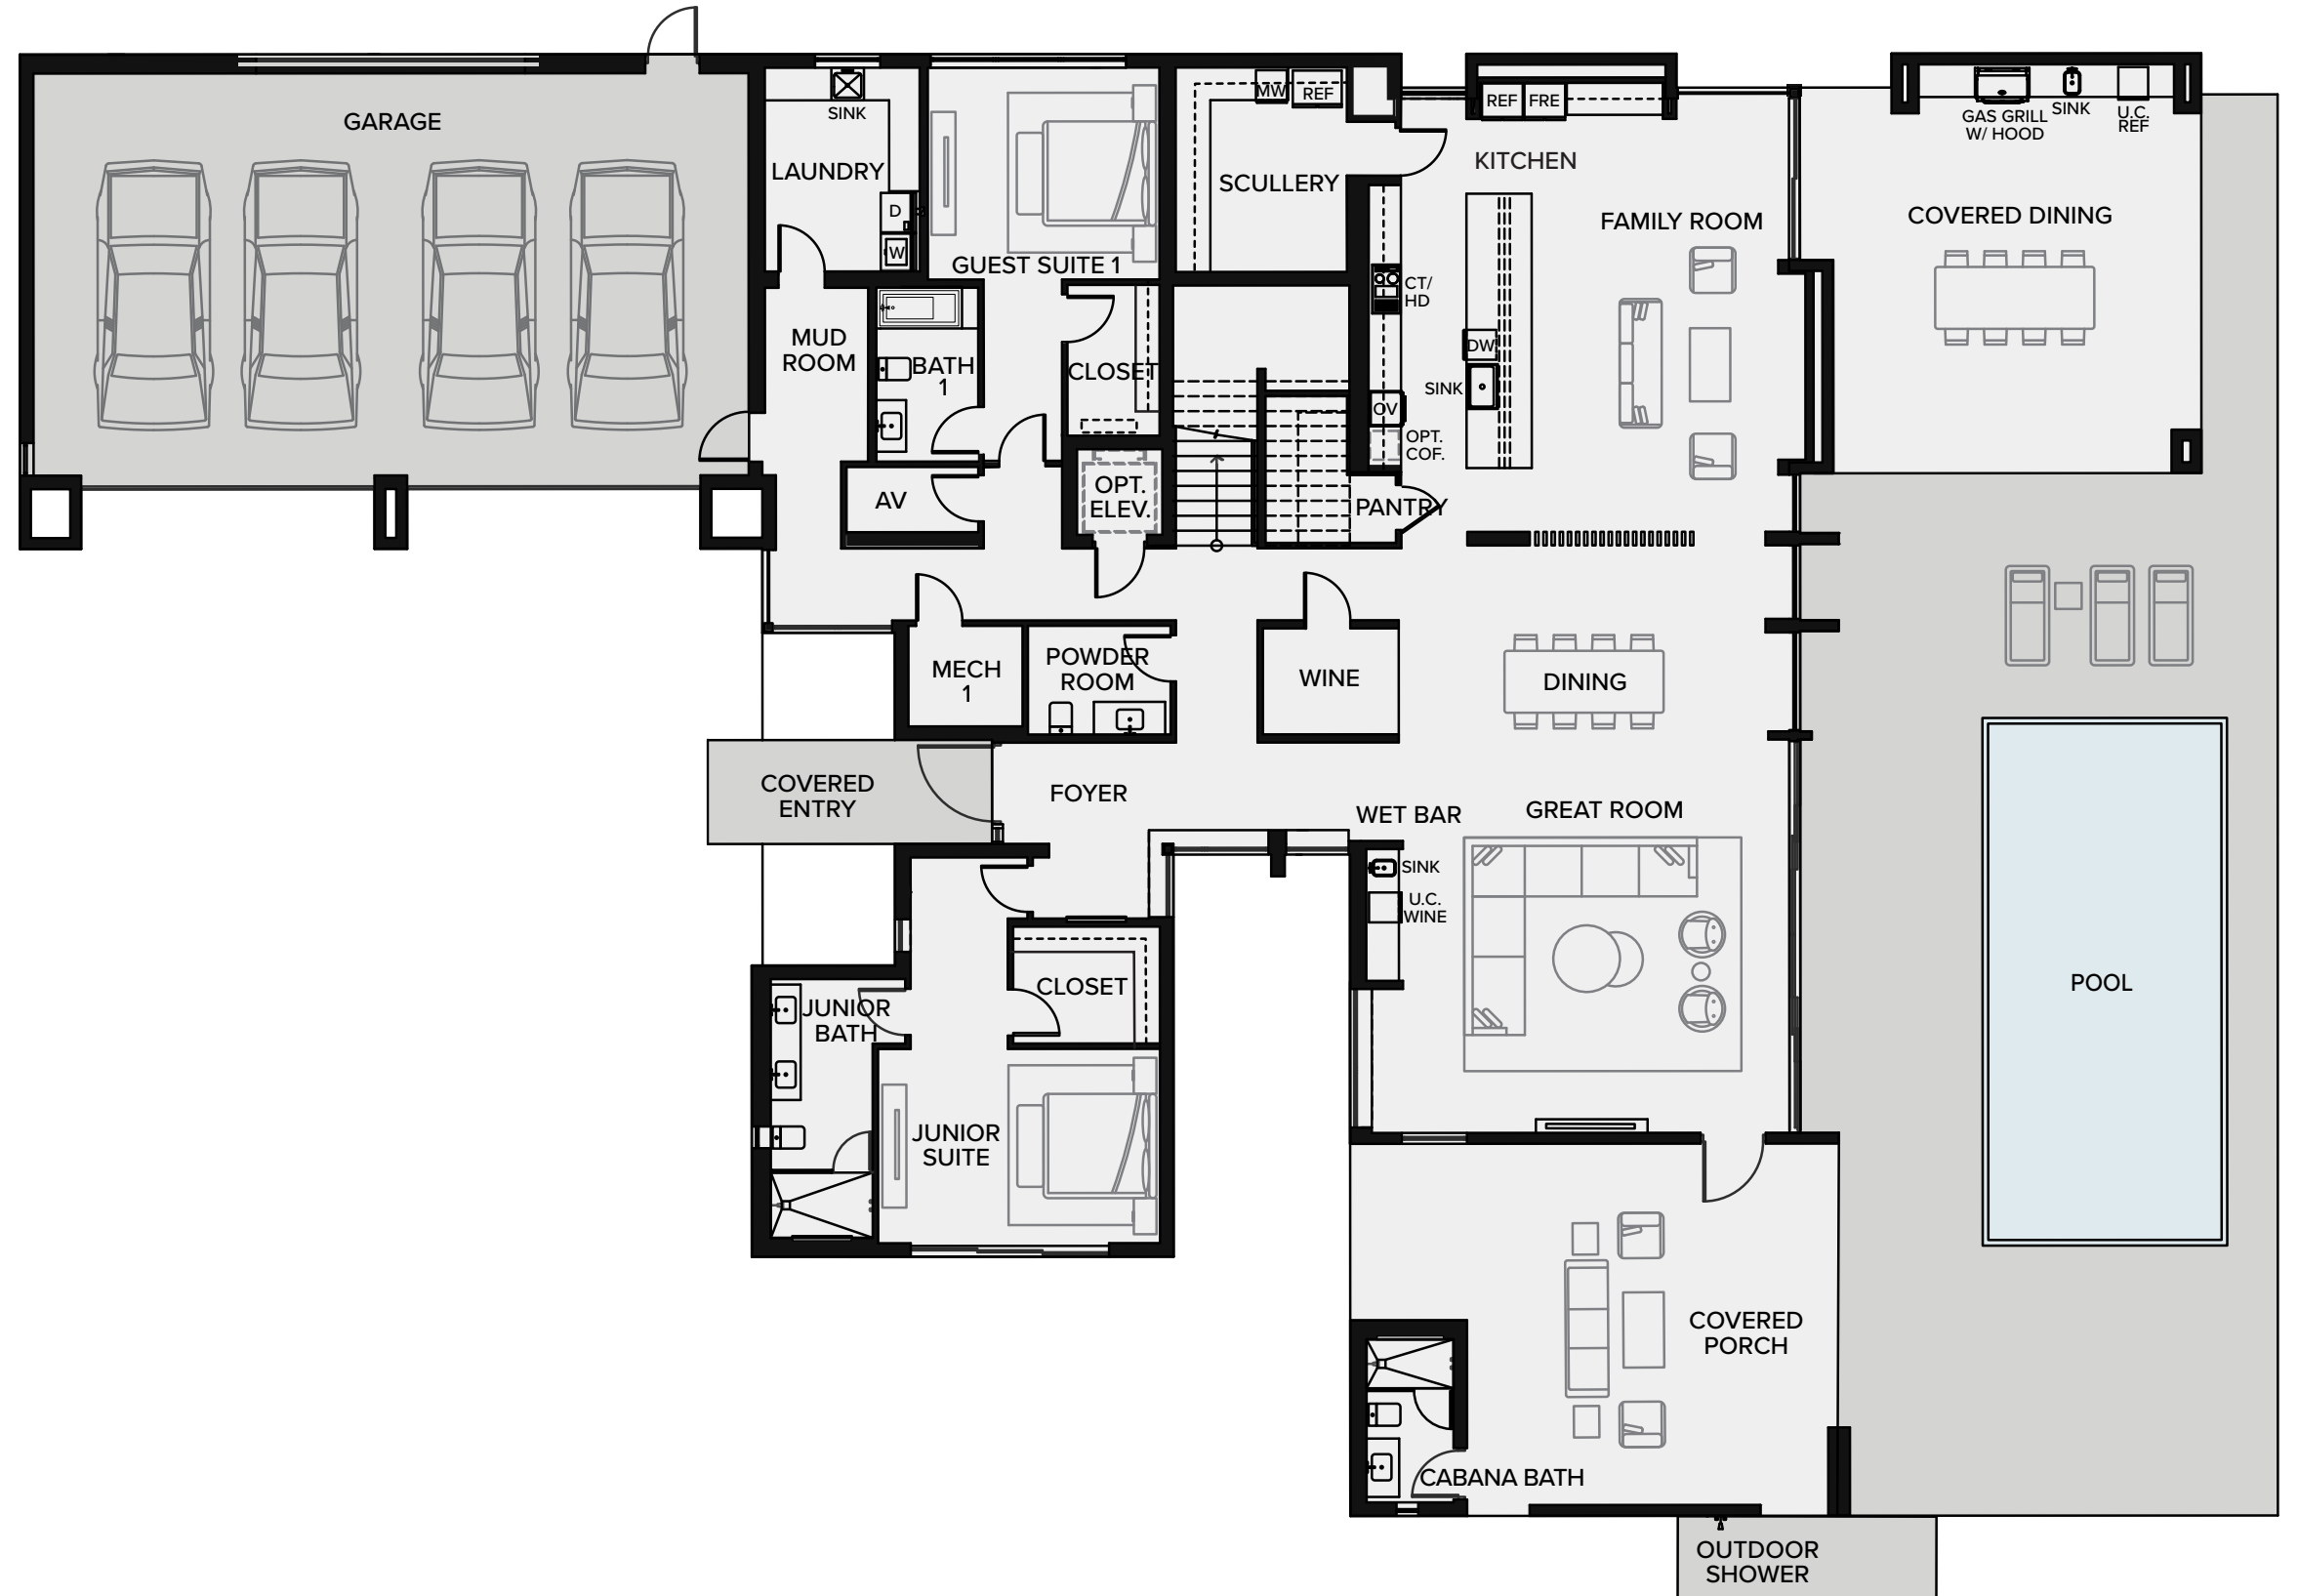 GARAGE
SINK
LAUNDRY
D
W
GUEST SUITE 1
MW
REF
SCULLERY
REF
FRE
KITCHEN
FAMILY ROOM
GAS GRILL
W/ HOOD
SINK
U.C.
REF
COVERED DINING
MUD
ROOM
BATH
1
CLOSET
CT/
HD
DW
SINK
OV
OPT.
COF.
AV
OPT.
ELEV.
PANTRY
MECH
1
POWDER
ROOM
WINE
DINING
COVERED
ENTRY
FOYER
WET BAR
GREAT ROOM
SINK
U.C.
WINE
POOL
CLOSET
JUNIOR
BATH
JUNIOR
SUITE
COVERED
PORCH
CABANA BATH
OUTDOOR
SHOWER